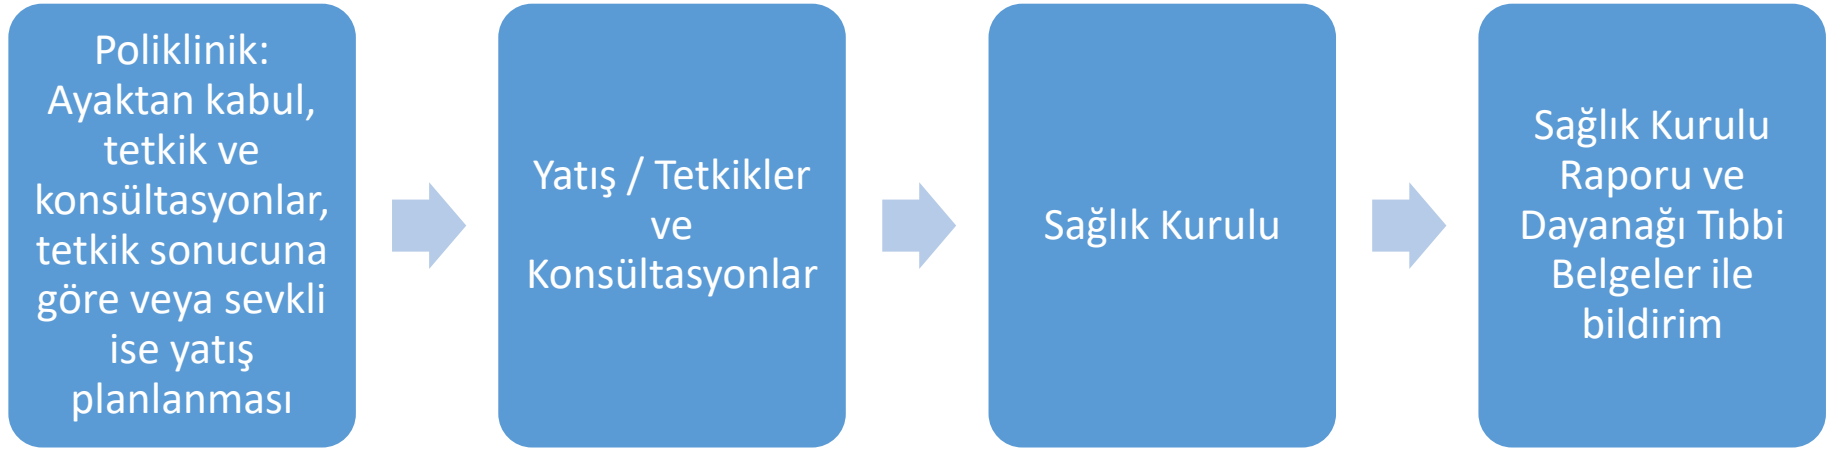 Poliklinik:
Ayaktan kabul,
tetkik ve
konsültasyonlar,
tetkik sonucuna
göre veya sevkli
ise yatış
planlanması
Yatış / Tetkikler
ve
Konsültasyonlar
Sağlık Kurulu
Sağlık Kurulu
Raporu ve
Dayanağı Tıbbi
Belgeler ile
bildirim